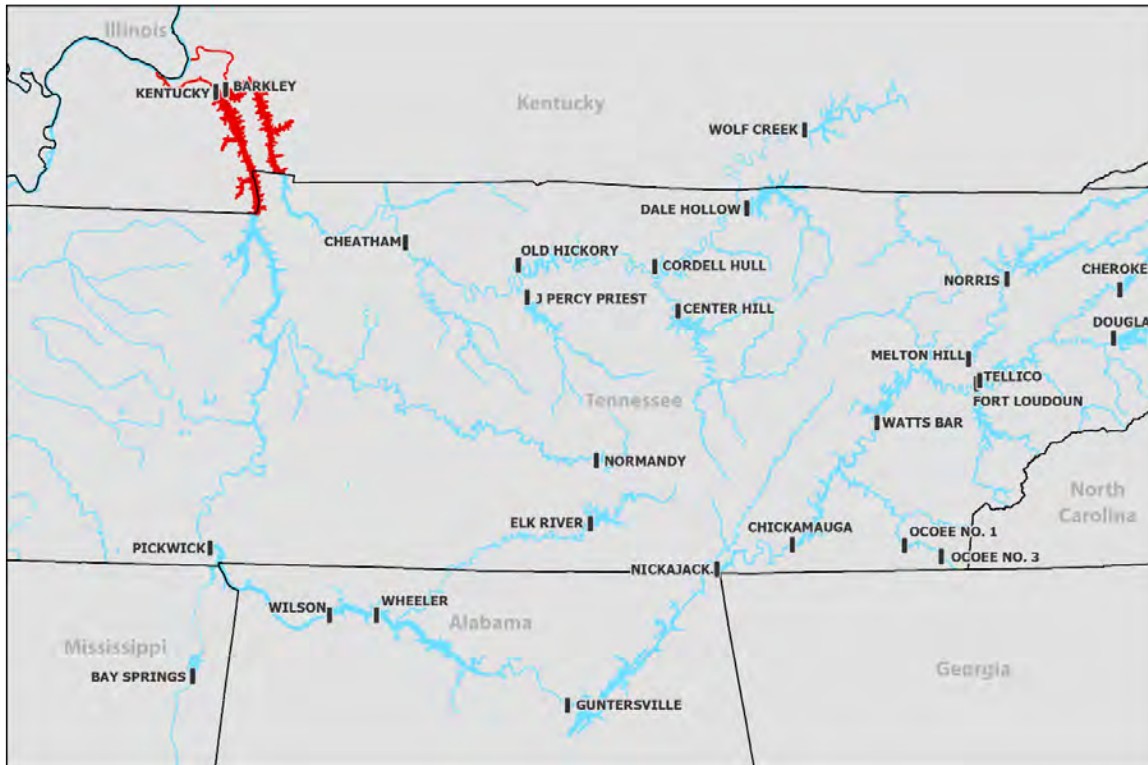 Illinois
KENTUCKY
BARKLEY
Kentucky
WOLF CREEK
DALE HOLLOW
CHEATHAM
OLD HICKORY
CORDELL HULL
NORRIS
CHEROKE
J PERCY PRIEST
CENTER HILL
DOUGLA
MELTON HILL
TELLICO
FORT LOUDOUN
Tennessee
WATTS BAR
NORMANDY
North
Carolina
ELK RIVER
CHICKAMAUGA
OCOEE NO. 1
PICKWICK
OCOEE NO. 3
NICKAJACK
WILSON
WHEELER
Alabama
Mississippi
BAY SPRINGS
Georgia
GUNTERSVILLE